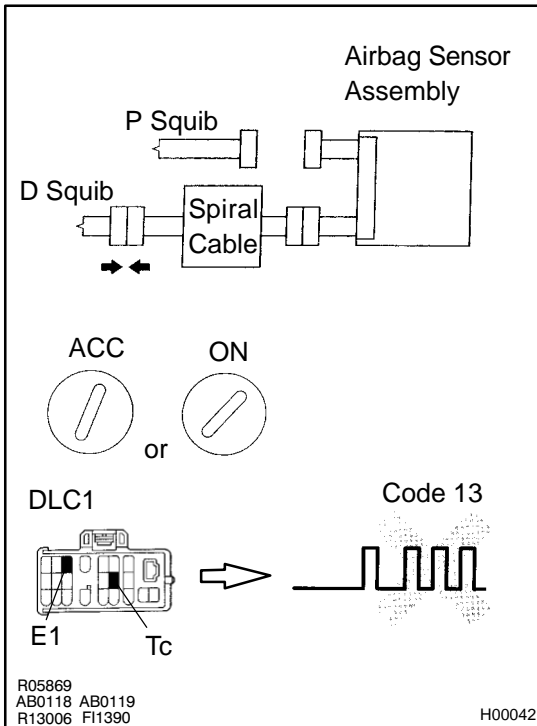 Airbag Sensor
Assembly
P Squib
D Squib
Spiral
Cable
ACC
ON
or
DLC1
Code 13
E1
Tc
R05869
AB0118 AB0119
R13006 FI1390
H00042